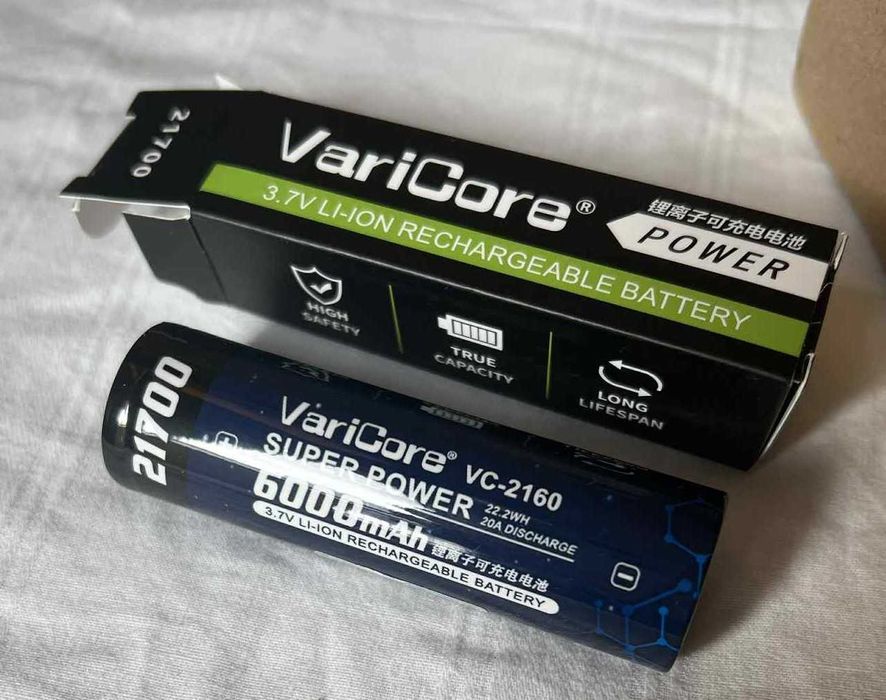 21700
VariCore®
3.7V LI-ION RECHARGEABLE BATTERY
锂离子可充电电池
POWER
HIGH
SAFETY
TRUE
CAPACITY
LONG
LIFESPAN
21700
VariCore® VC-2160
SUPER POWER
22.2WH
20A DISCHARGE
6000mAh 锂离子可充电电池
3.7V LI-ION RECHARGEABLE BATTERY